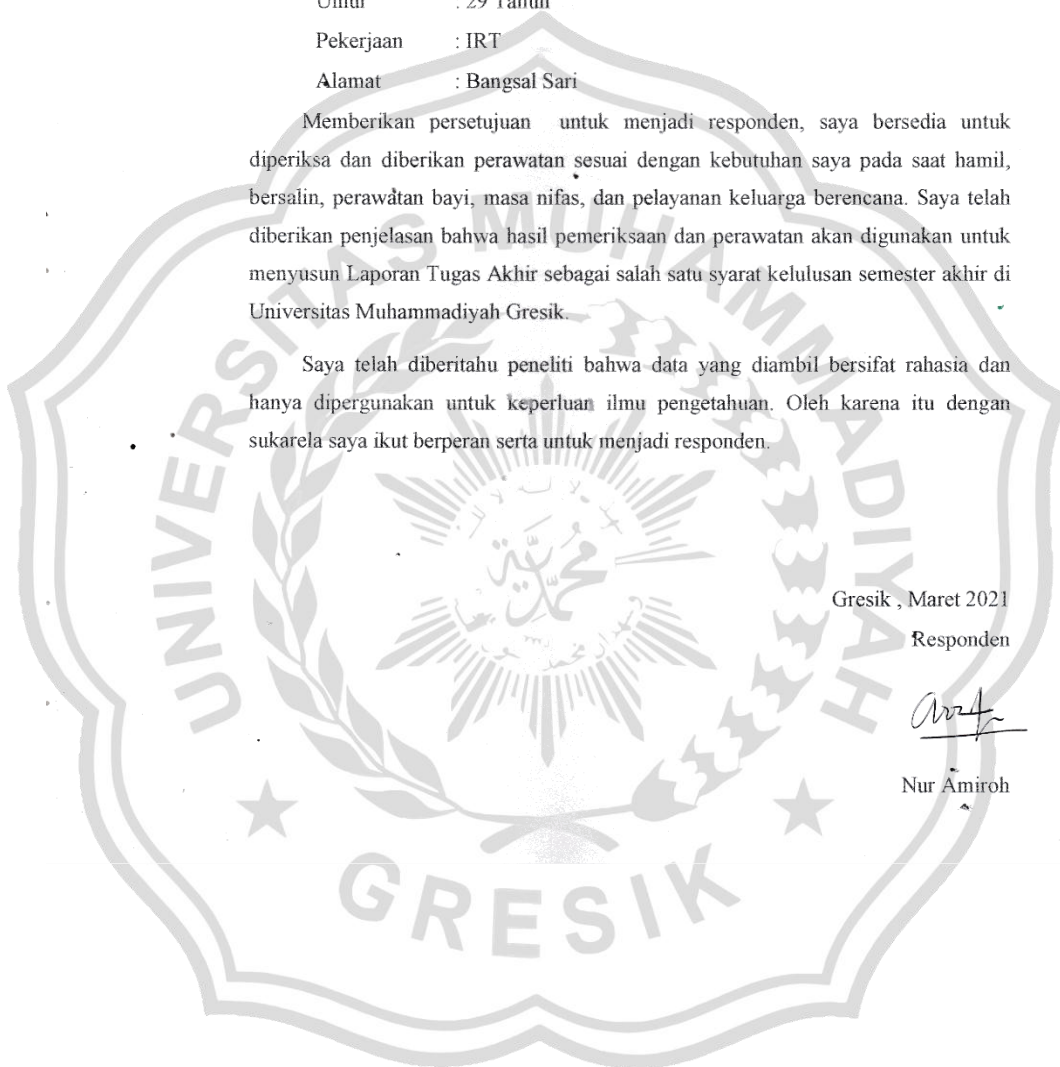 Umur : 29 Tahun
Pekerjaan : IRT
Alamat : Bangsal Sari
Memberikan persetujuan untuk menjadi responden, saya bersedia untuk
diperiksa dan diberikan perawatan sesuai dengan kebutuhan saya pada saat hamil,
bersalin, perawatan bayi, masa nifas, dan pelayanan keluarga berencana. Saya telah
diberikan penjelasan bahwa hasil pemeriksaan dan perawatan akan digunakan untuk
menyusun Laporan Tugas Akhir sebagai salah satu syarat kelulusan semester akhir di
Universitas Muhammadiyah Gresik.
Saya telah diberitahu peneliti bahwa data yang diambil bersifat rahasia dan
hanya dipergunakan untuk keperluan ilmu pengetahuan. Oleh karena itu dengan
sukarela saya ikut berperan serta untuk menjadi responden.
Gresik , Maret 2021
Responden
Nur Amiroh
UNIVERSITAS MUHAMMADIYAH
GRESIK